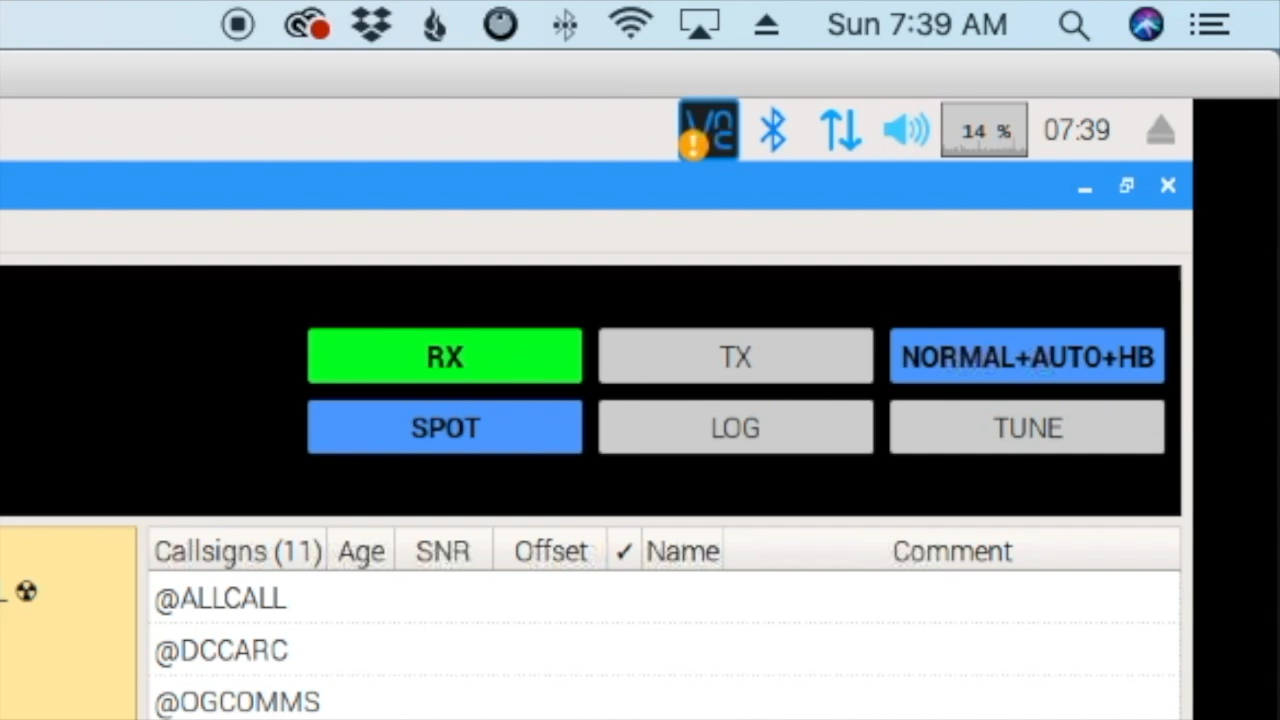 Sun 7:39 AM
VNC 14 % 07:39
RX TX NORMAL+AUTO+HB
SPOT LOG TUNE
Callsigns (11) Age SNR Offset ✓ Name Comment
@ALLCALL
@DCCARC
@OGCOMMS